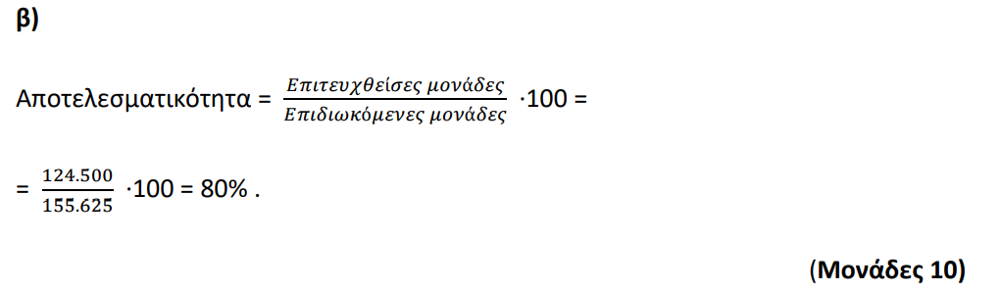 β)
Αποτελεσματικότητα = Επιτευχθείσες μονάδες / Επιδιωκόμενες μονάδες ·100 =
= 124.500 / 155.625 ·100 = 80% .
(Μονάδες 10)